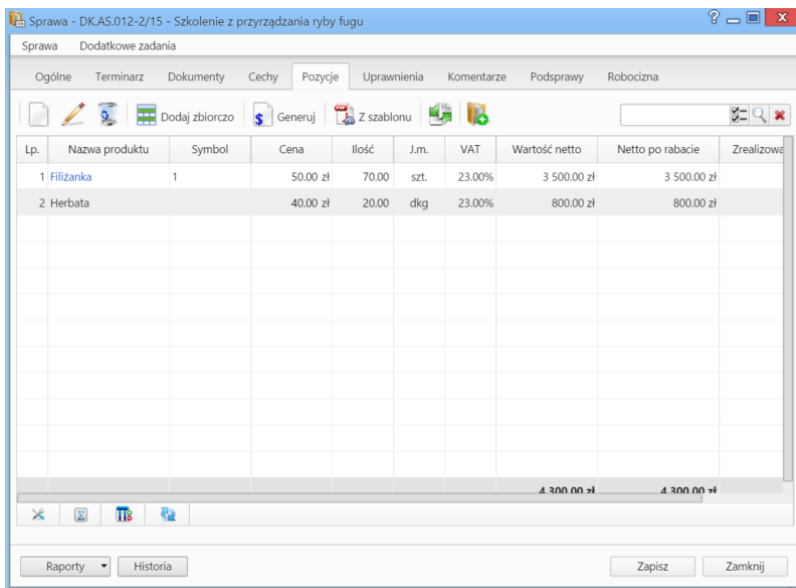 Sprawa - DK.AS.012-2/15 - Szkolenie z przyrządzania ryby fugu
Sprawa Dodatkowe zadania
Ogólne Terminarz Dokumenty Cechy Pozycje Uprawnienia Komentarze Podsprawy Robocizna
Dodaj zbiorczo Generuj Z szablonu
Lp. Nazwa produktu Symbol Cena Ilość J.m. VAT Wartość netto Netto po rabacie Zrealizowa
1 Filiżanka 1 50.00 zł 70.00 szt. 23.00% 3 500.00 zł 3 500.00 zł
2 Herbata 40.00 zł 20.00 dkg 23.00% 800.00 zł 800.00 zł
4 300.00 zł 4 300.00 zł
Raporty Historia Zapisz Zamknij